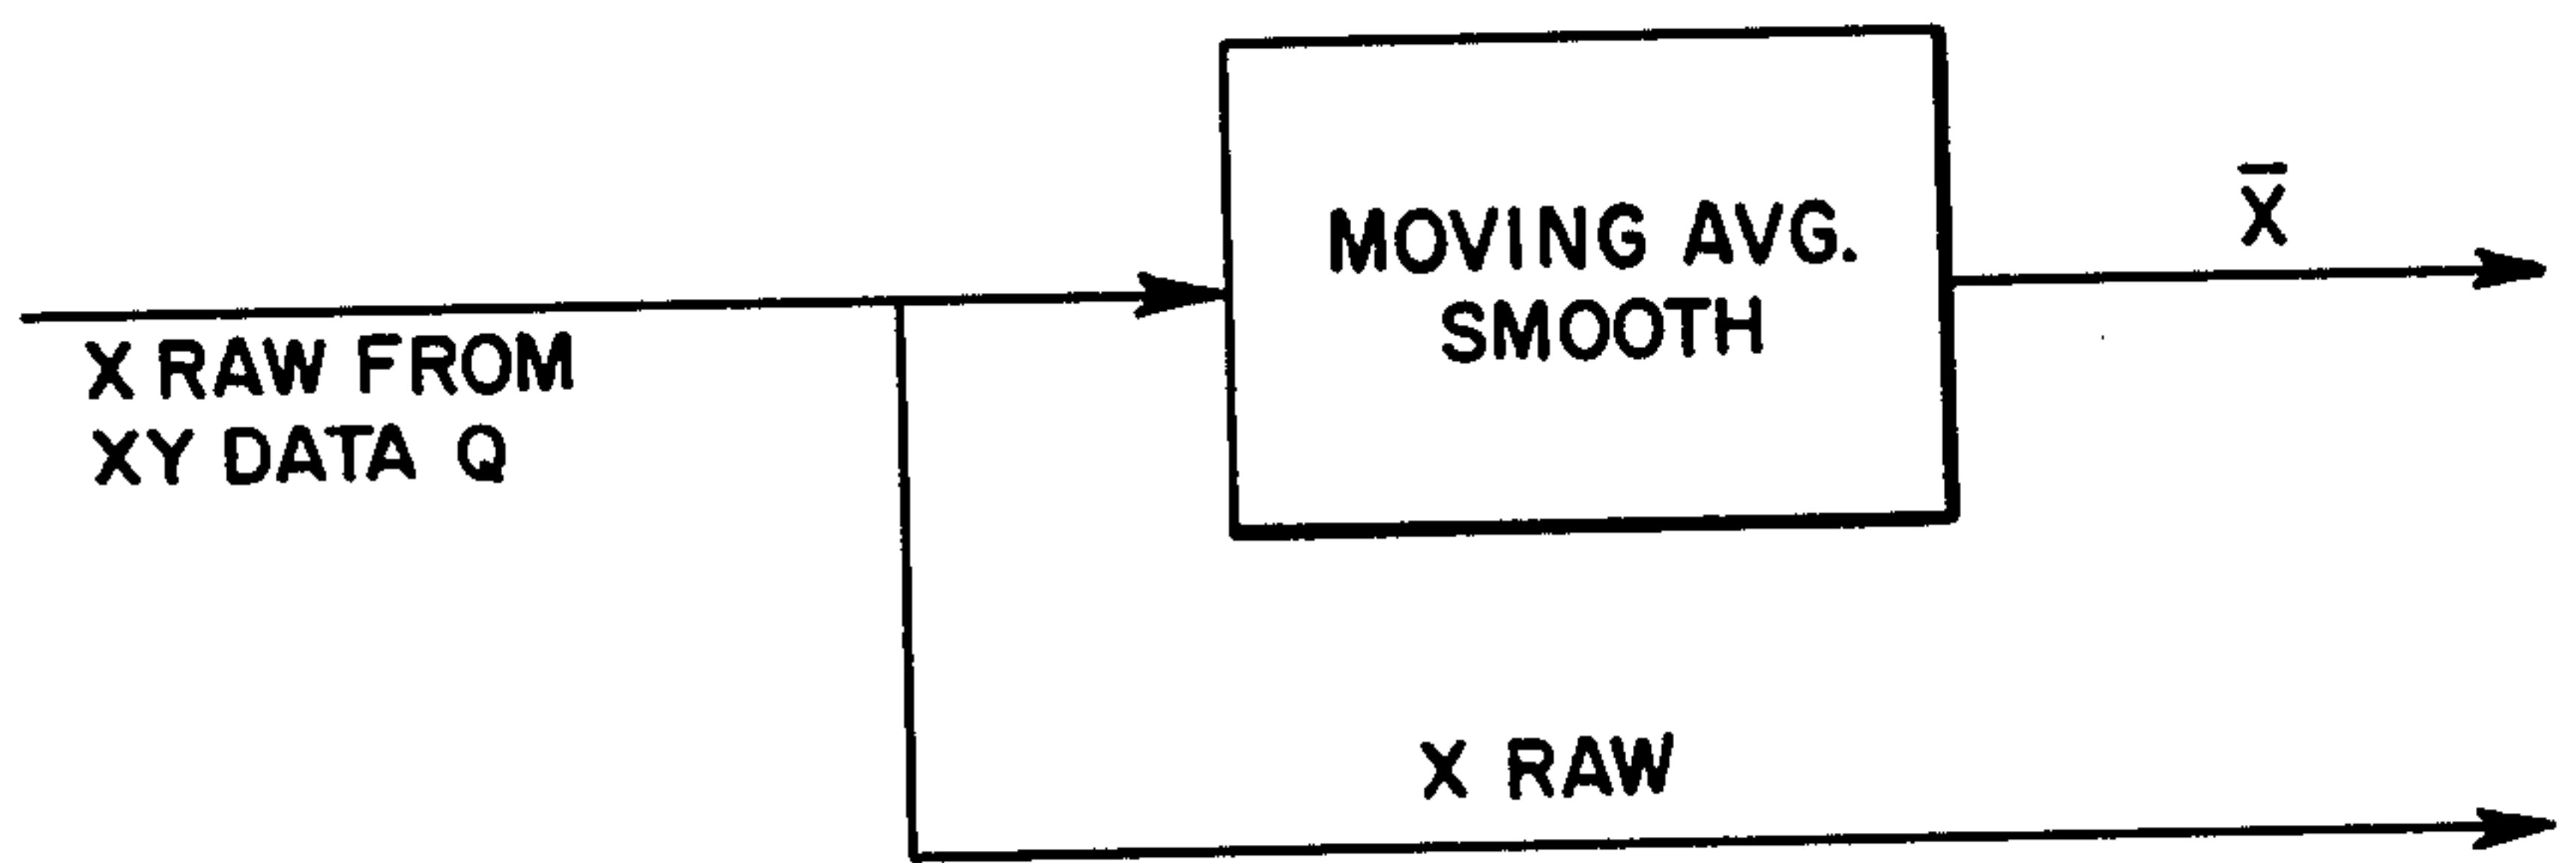 MOVING AVG.
SMOOTH
X̄
X RAW FROM
XY DATA Q
X RAW